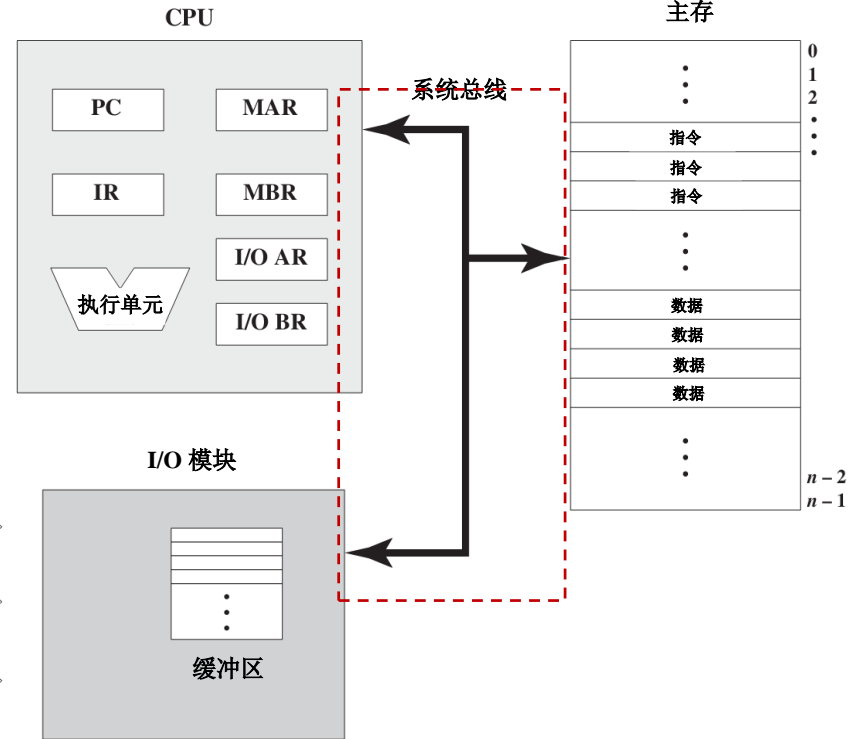 CPU
主存
系统总线
PC
MAR
IR
MBR
I/O AR
执行单元
I/O BR
0
1
2
指令
指令
指令
数据
数据
数据
数据
n – 2
n – 1
I/O 模块
缓冲区